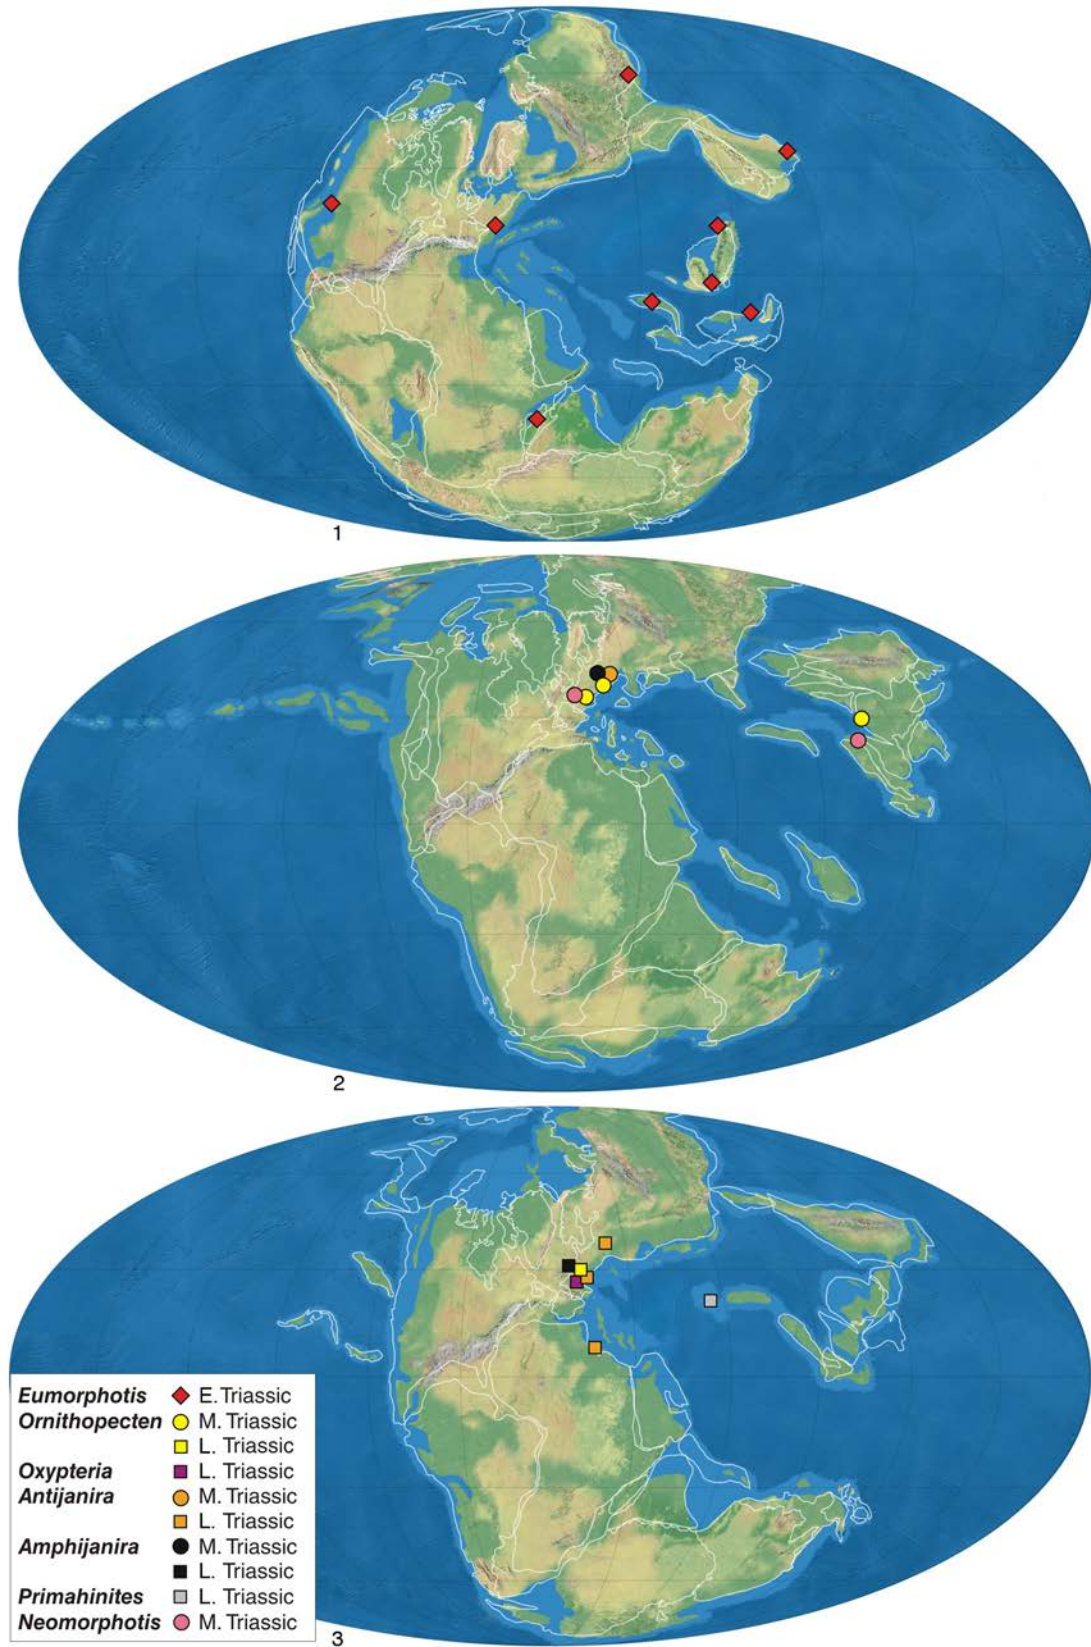 1
2
Eumorphotis E. Triassic
Ornithopecten M. Triassic
L. Triassic
Oxypteria L. Triassic
Antijanira M. Triassic
L. Triassic
Amphijanira M. Triassic
L. Triassic
Primahinites L. Triassic
Neomorphotis M. Triassic
3